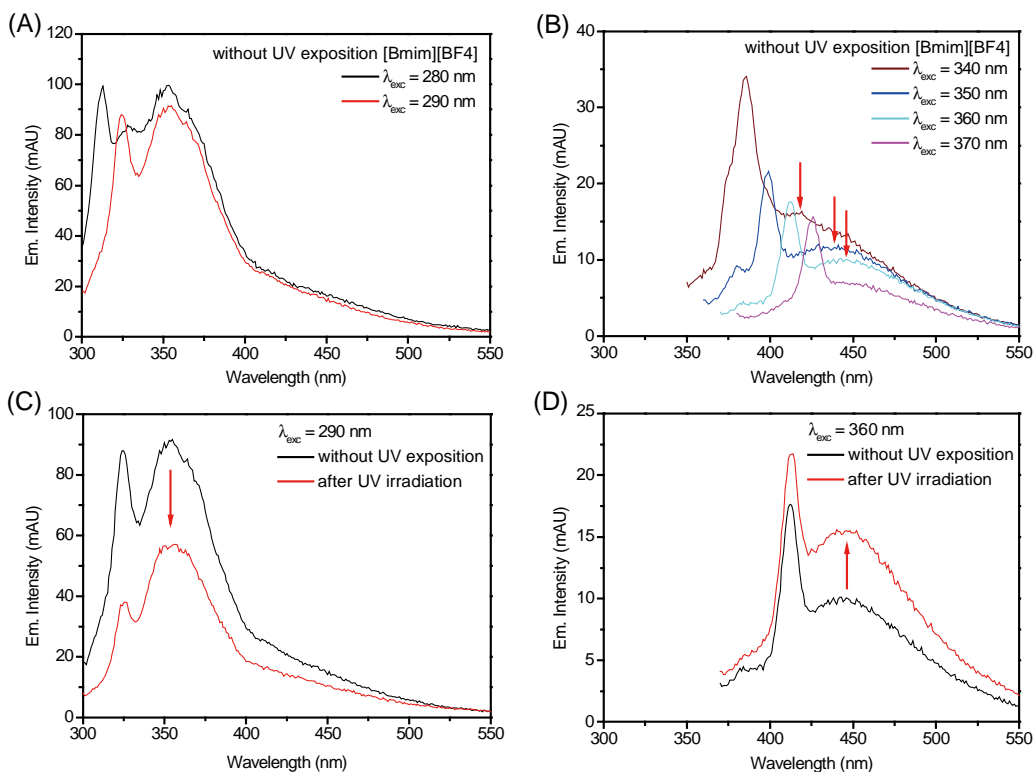 (A)
without UV exposition [Bmim][BF4]
λexc = 280 nm
λexc = 290 nm
120
100
80
60
40
20
0
Em. Intensity (mAU)
300 350 400 450 500 550
Wavelength (nm)
(B)
without UV exposition [Bmim][BF4]
λexc = 340 nm
λexc = 350 nm
λexc = 360 nm
λexc = 370 nm
40
30
20
10
0
Em. Intensity (mAU)
300 350 400 450 500 550
Wavelength (nm)
(C)
λexc = 290 nm
without UV exposition
after UV irradiation
100
80
60
40
20
0
Em. Intensity (mAU)
300 350 400 450 500 550
Wavelength (nm)
(D)
λexc = 360 nm
without UV exposition
after UV irradiation
25
20
15
10
5
0
Em. Intensity (mAU)
300 350 400 450 500 550
Wavelength (nm)